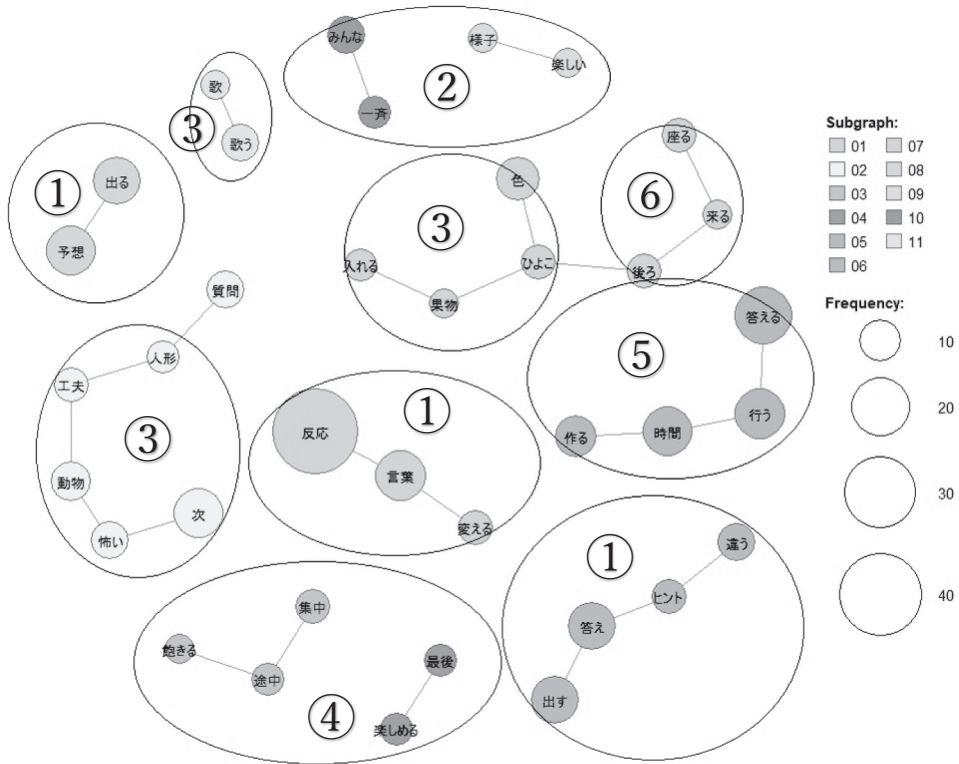 みんな
様子
楽しい
一斉
②
歌
歌う
③
出る
予想
①
座る
来る
後ろ
⑥
色
ひよこ
入れる
果物
③
質問
人形
工夫
動物
怖い
次
③
答える
行う
時間
作る
⑤
反応
言葉
変える
①
違う
ヒント
答え
出す
①
集中
飽きる
途中
最後
楽しめる
④
Subgraph:
01 07
02 08
03 09
04 10
05 11
06
Frequency:
10
20
30
40